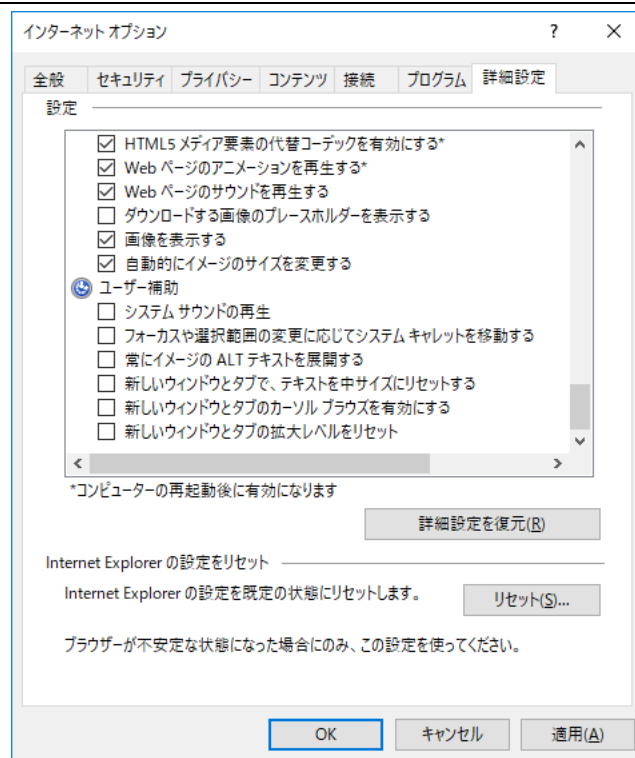 インターネット オプション
全般 セキュリティ プライバシー コンテンツ 接続 プログラム 詳細設定
設定
HTML5 メディア要素の代替コーデックを有効にする*
Web ページのアニメーションを再生する*
Web ページのサウンドを再生する
ダウンロードする画像のプレースホルダーを表示する
画像を表示する
自動的にイメージのサイズを変更する
ユーザー補助
システム サウンドの再生
フォーカスや選択範囲の変更に応じてシステム キャレットを移動する
常にイメージの ALT テキストを展開する
新しいウィンドウとタブで、テキストを中サイズにリセットする
新しいウィンドウとタブのカーソル ブラウズを有効にする
新しいウィンドウとタブの拡大レベルをリセット
*コンピューターの再起動後に有効になります
詳細設定を復元(R)
Internet Explorer の設定をリセット
Internet Explorer の設定を既定の状態にリセットします。
リセット(S)...
ブラウザーが不安定な状態になった場合にのみ、この設定を使ってください。
OK キャンセル 適用(A)